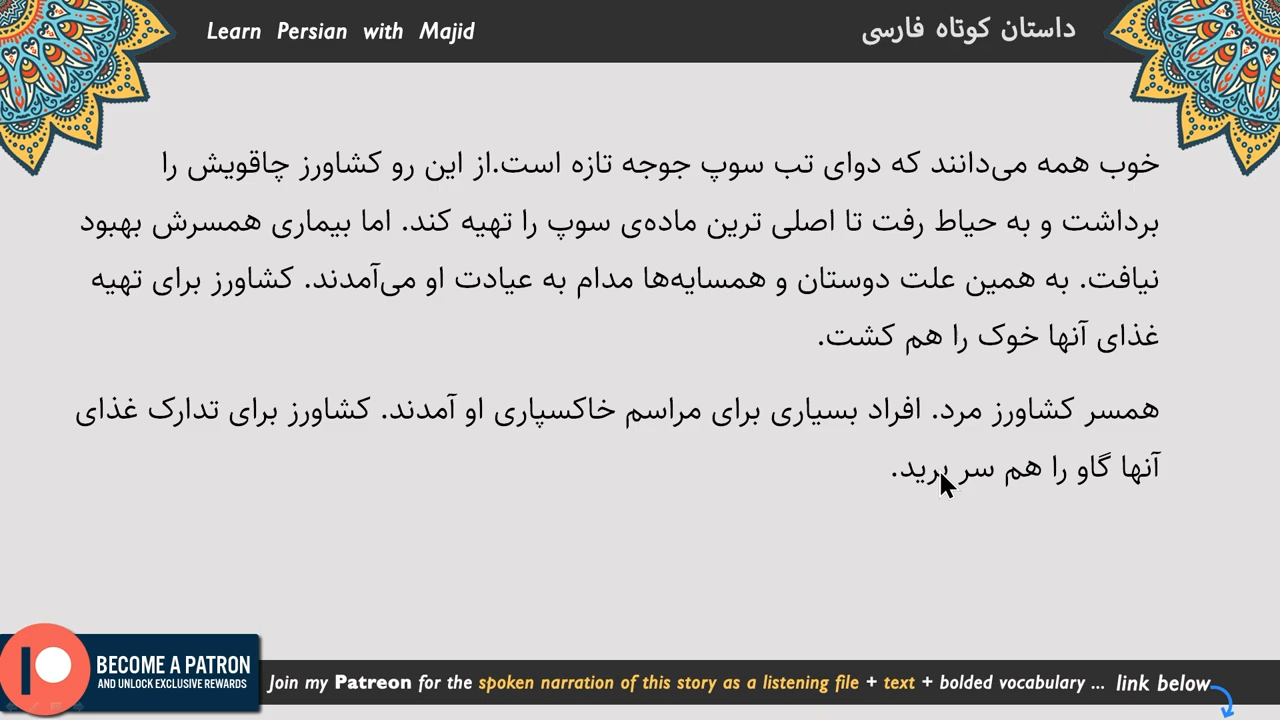 Learn Persian with Majid
داستان کوتاه فارسی
خوب همه می‌دانند که دوای تب سوپ جوجه تازه است.از این رو کشاورز چاقویش را
برداشت و به حیاط رفت تا اصلی ترین ماده‌ی سوپ را تهیه کند. اما بیماری همسرش بهبود
نیافت. به همین علت دوستان و همسایه‌ها مدام به عیادت او می‌آمدند. کشاورز برای تهیه
غذای آنها خوک را هم کشت.
همسر کشاورز مرد. افراد بسیاری برای مراسم خاکسپاری او آمدند. کشاورز برای تدارک غذای
آنها گاو را هم سر برید.
BECOME A PATRON
AND UNLOCK EXCLUSIVE REWARDS
Join my Patreon for the spoken narration of this story as a listening file + text + bolded vocabulary ... link below